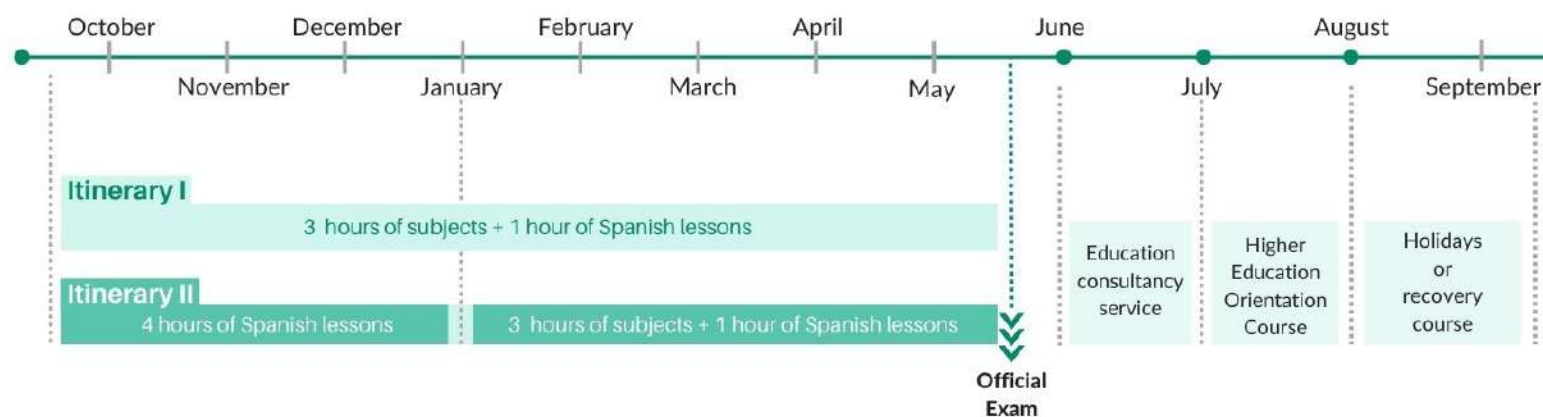 October December February April June August
November January March May July September
Itinerary I
3 hours of subjects + 1 hour of Spanish lessons
Itinerary II
4 hours of Spanish lessons
3 hours of subjects + 1 hour of Spanish lessons
Official
Exam
Education
consultancy
service
Higher
Education
Orientation
Course
Holidays
or
recovery
course